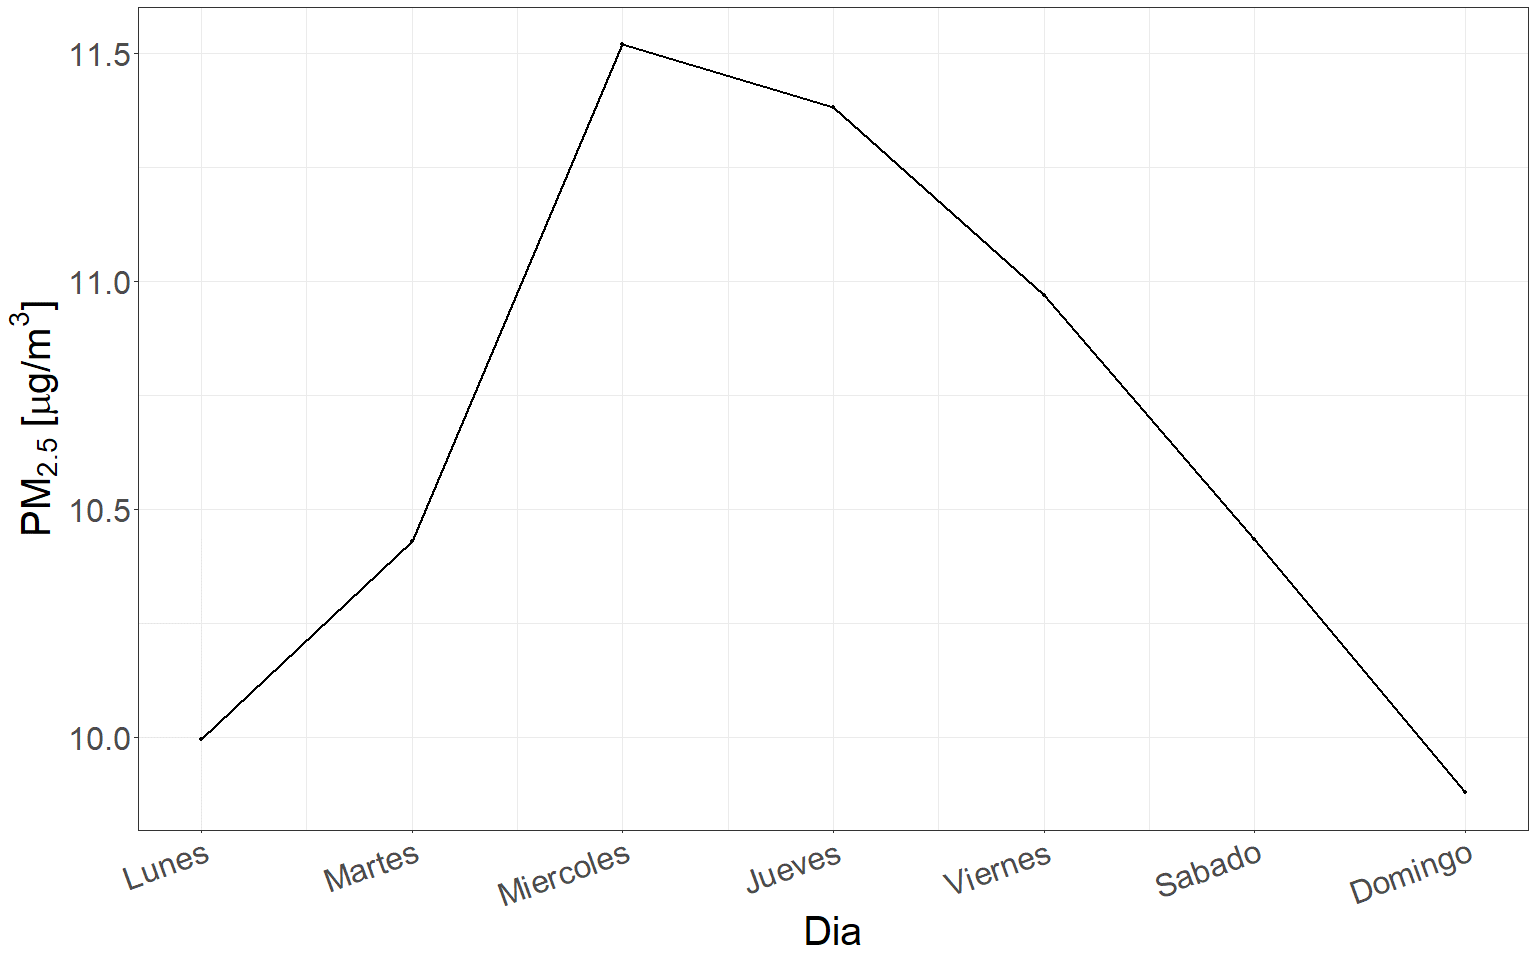 PM2.5 [µg/m3]
11.5
11.0
10.5
10.0
Lunes
Martes
Miercoles
Jueves
Viernes
Sabado
Domingo
Dia